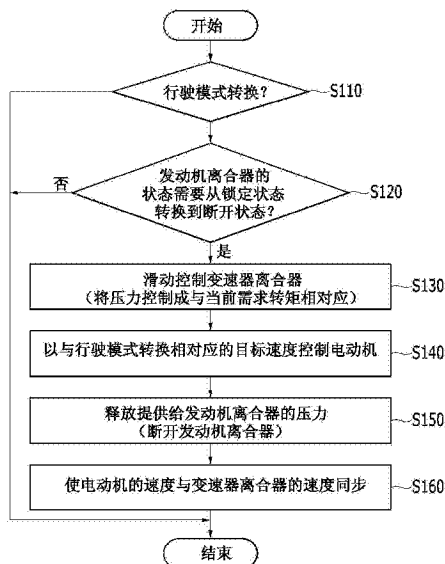 开始
行驶模式转换?
S110
发动机离合器的
状态需要从锁定状态
转换到断开状态?
S120
否
是
滑动控制变速器离合器
(将压力控制成与当前需求转矩相对应)
S130
以与行驶模式转换相对应的目标速度控制电动机
S140
释放提供给发动机离合器的压力
(断开发动机离合器)
S150
使电动机的速度与变速器离合器的速度同步
S160
结束